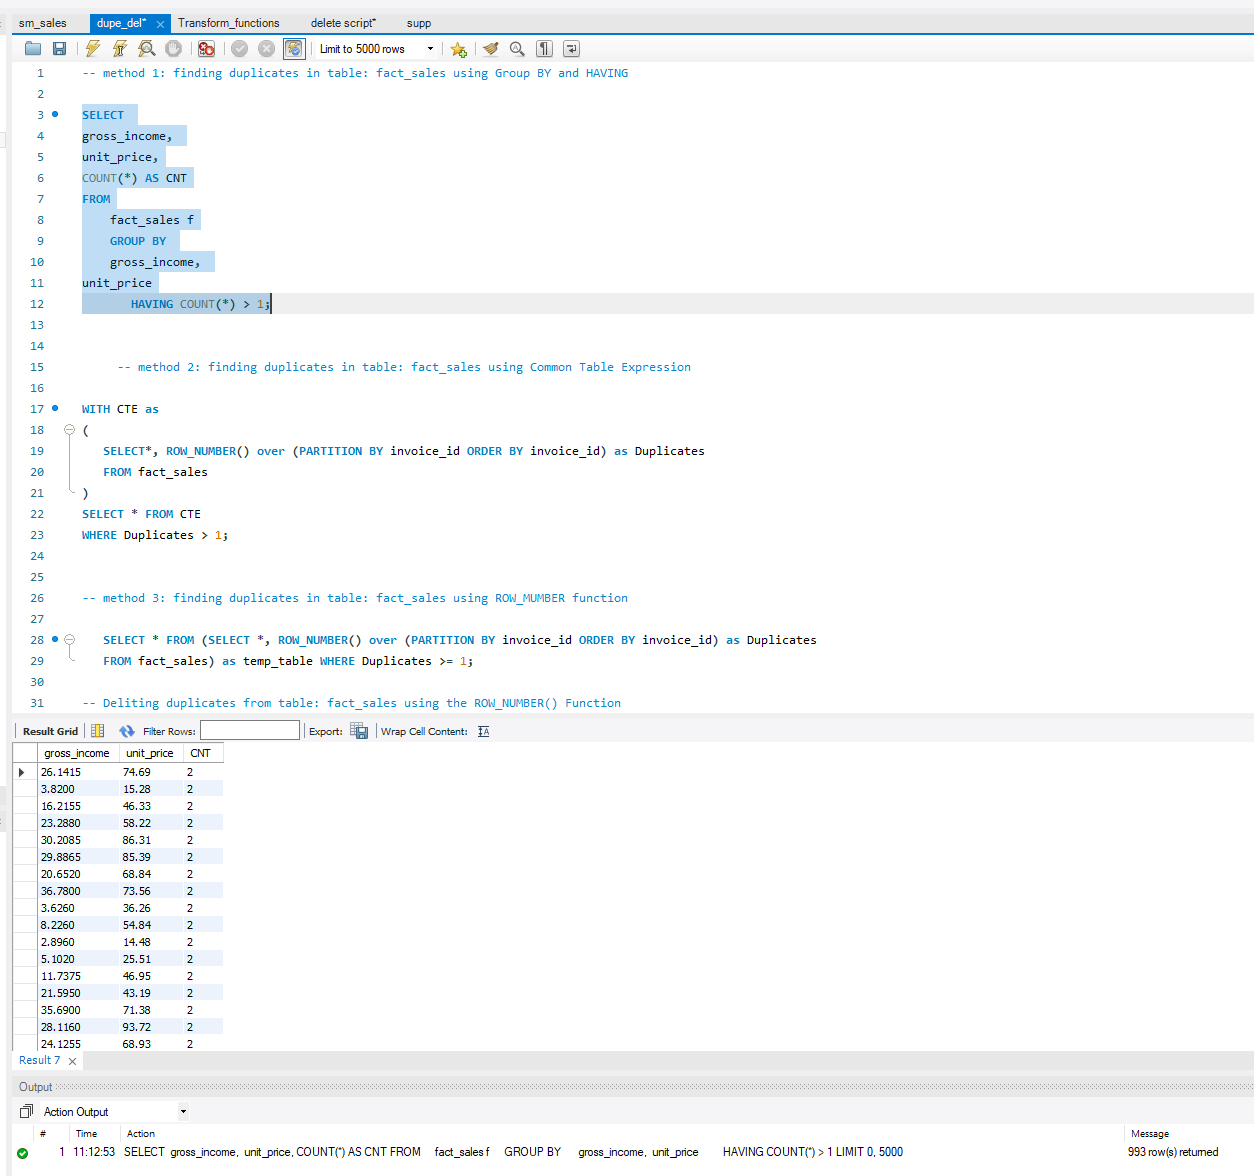 sm_sales dupe_del* × Transform_functions delete script* supp
Limit to 5000 rows
1 -- method 1: finding duplicates in table: fact_sales using Group BY and HAVING
2
3 SELECT
4 gross_income,
5 unit_price,
6 COUNT(*) AS CNT
7 FROM
8 fact_sales f
9 GROUP BY
10 gross_income,
11 unit_price
12 HAVING COUNT(*) > 1;
13
14
15 -- method 2: finding duplicates in table: fact_sales using Common Table Expression
16
17 WITH CTE as
18 (
19 SELECT*, ROW_NUMBER() over (PARTITION BY invoice_id ORDER BY invoice_id) as Duplicates
20 FROM fact_sales
21 )
22 SELECT * FROM CTE
23 WHERE Duplicates > 1;
24
25
26 -- method 3: finding duplicates in table: fact_sales using ROW_MUMBER function
27
28 SELECT * FROM (SELECT *, ROW_NUMBER() over (PARTITION BY invoice_id ORDER BY invoice_id) as Duplicates
29 FROM fact_sales) as temp_table WHERE Duplicates >= 1;
30
31 -- Deliting duplicates from table: fact_sales using the ROW_NUMBER() Function
Result Grid Filter Rows: Export: Wrap Cell Content:
gross_income unit_price CNT
26.1415 74.69 2
3.8200 15.28 2
16.2155 46.33 2
23.2880 58.22 2
30.2085 86.31 2
29.8865 85.39 2
20.6520 68.84 2
36.7800 73.56 2
3.6260 36.26 2
8.2260 54.84 2
2.8960 14.48 2
5.1020 25.51 2
11.7375 46.95 2
21.5950 43.19 2
35.6900 71.38 2
28.1160 93.72 2
24.1255 68.93 2
Result 7 ×
Output
Action Output
# Time Action Message
1 11:12:53 SELECT gross_income, unit_price, COUNT(*) AS CNT FROM fact_sales f GROUP BY gross_income, unit_price HAVING COUNT(*) > 1 LIMIT 0, 5000 993 row(s) returned